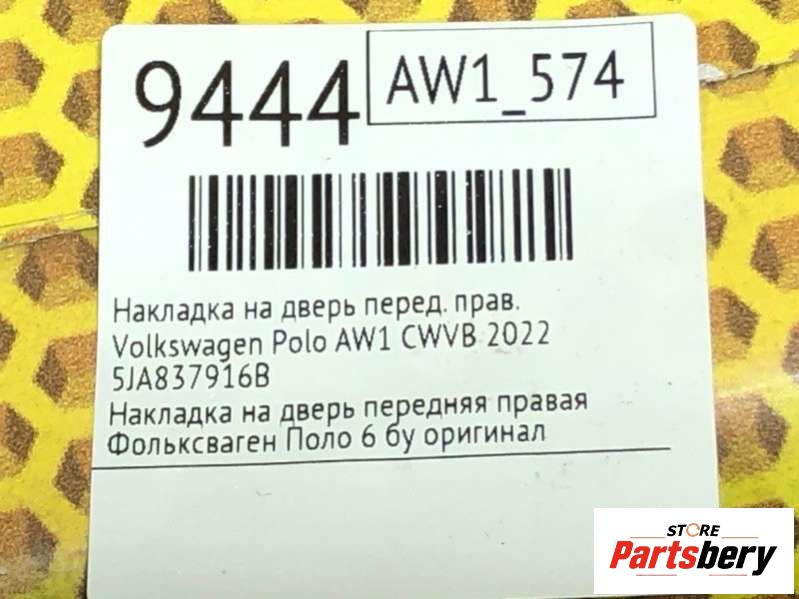 9444
AW1_574
Накладка на дверь перед. прав.
Volkswagen Polo AW1 CWVB 2022
5JA837916B
Накладка на дверь передняя правая
Фольксваген Поло 6 бу оригинал
STORE
Partsbery